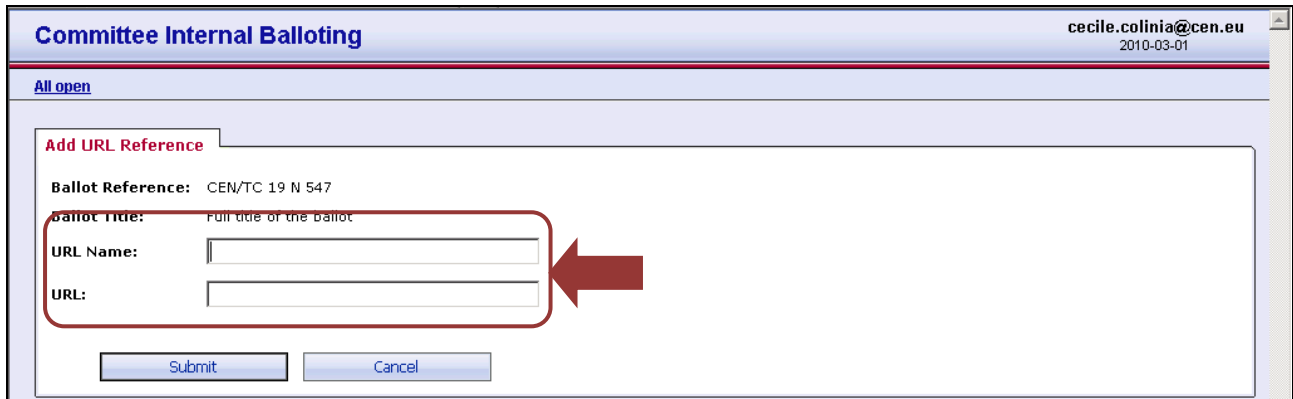 Committee Internal Balloting
cecile.colinia@cen.eu
2010-03-01
All open
Add URL Reference
Ballot Reference: CEN/TC 19 N 547
Ballot Title: Full title of the ballot
URL Name:
URL:
Submit Cancel